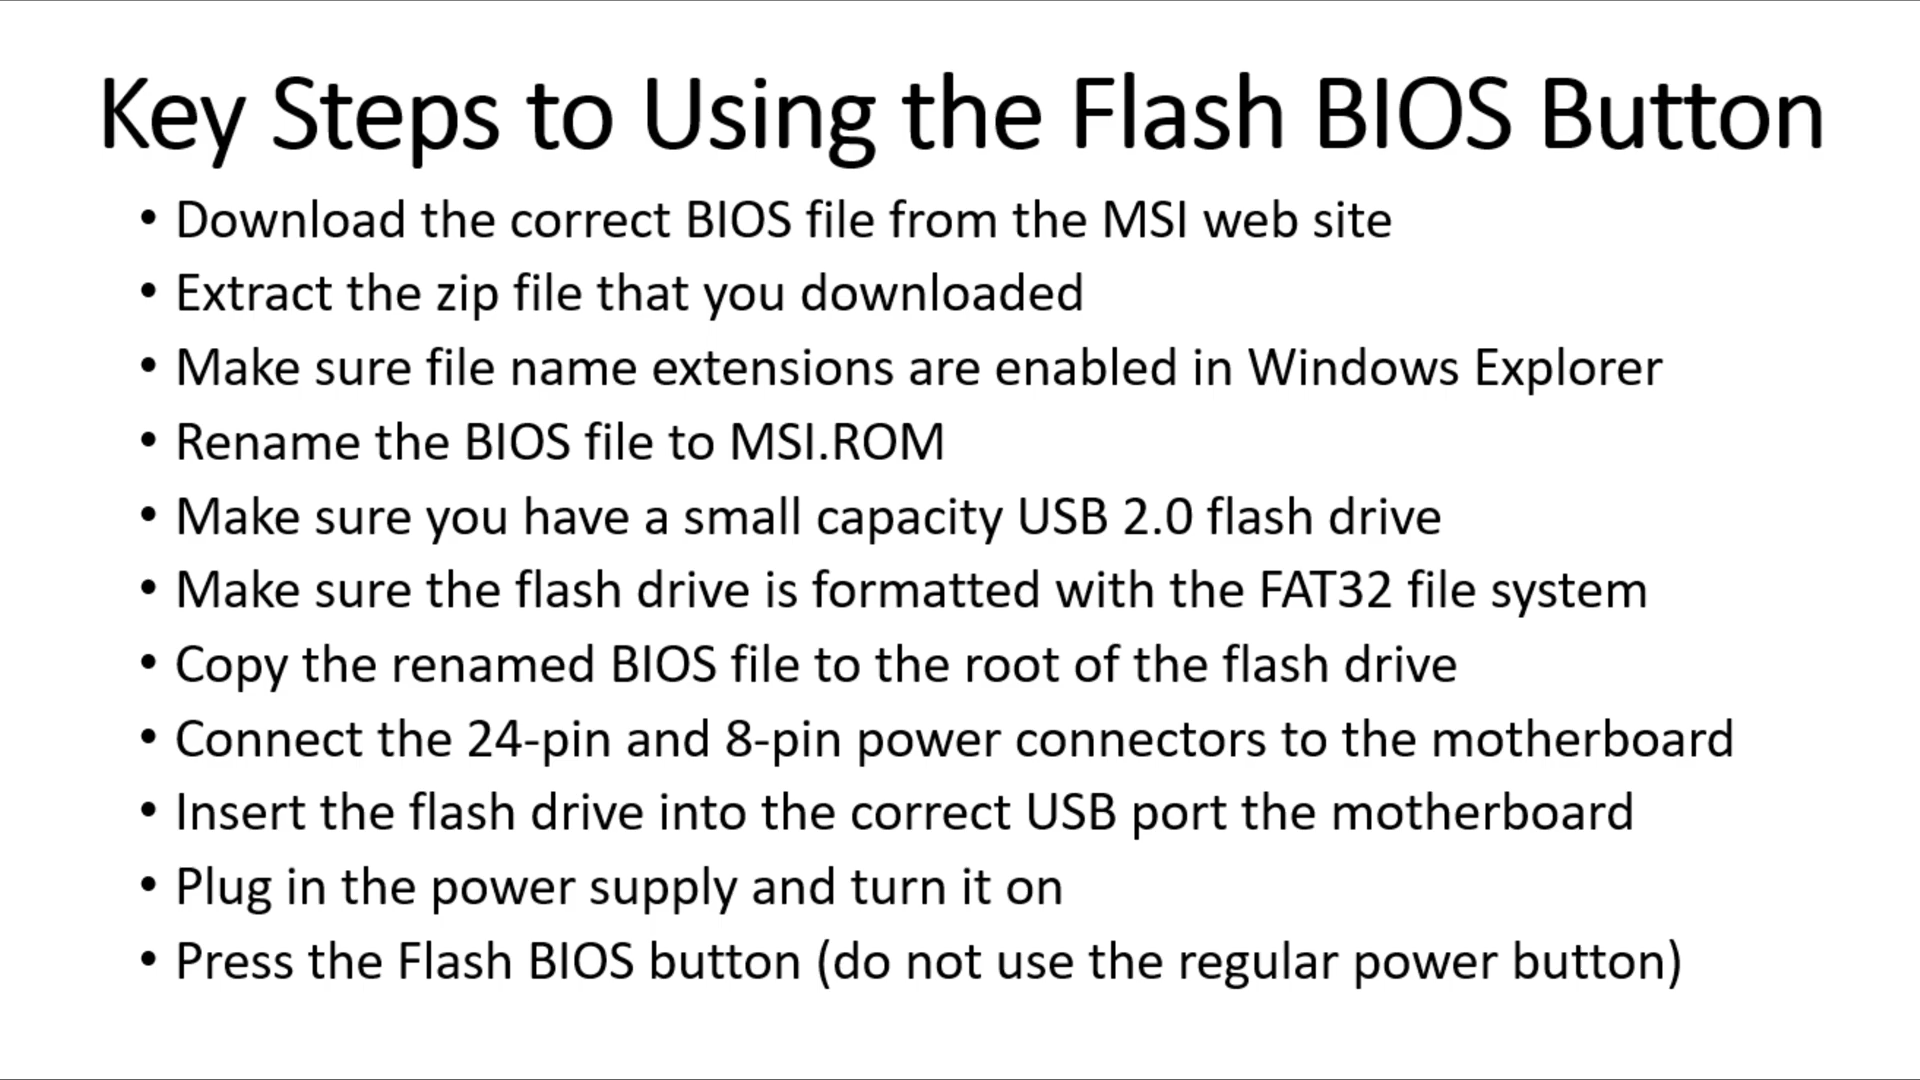 Key Steps to Using the Flash BIOS Button
• Download the correct BIOS file from the MSI web site
• Extract the zip file that you downloaded
• Make sure file name extensions are enabled in Windows Explorer
• Rename the BIOS file to MSI.ROM
• Make sure you have a small capacity USB 2.0 flash drive
• Make sure the flash drive is formatted with the FAT32 file system
• Copy the renamed BIOS file to the root of the flash drive
• Connect the 24-pin and 8-pin power connectors to the motherboard
• Insert the flash drive into the correct USB port the motherboard
• Plug in the power supply and turn it on
• Press the Flash BIOS button (do not use the regular power button)